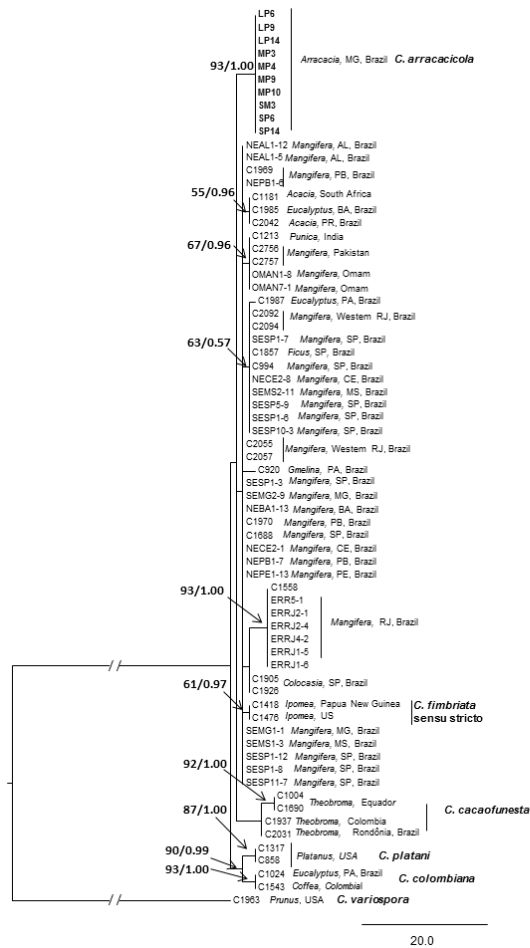 LP6
LP9
LP14
MP3
93/1.00 MP4 Arracacia, MG, Brazil C. arracacicola
MP9
MP10
SM3
SP6
SP14
NEAL1-12 Mangifera, AL, Brazil
NEAL1-5 Mangifera, AL, Brazil
C1969
Mangifera, PB, Brazil
NEPB1-6
55/0.96 C1181 Acacia, South Africa
C1985 Eucalyptus, BA, Brazil
C2042 Acacia, PR, Brazil
C1213 Punica, India
67/0.96 C2756
Mangifera, Pakistan
C2757
OMAN1-8 Mangifera, Omam
OMAN7-1 Mangifera, Omam
C1987 Eucalyptus, PA, Brazil
C2092
Mangifera, Western RJ, Brazil
C2094
63/0.57 SESP1-7 Mangifera, SP, Brazil
C1857 Ficus, SP, Brazil
C994 Mangifera, SP, Brazil
NECE2-8 Mangifera, CE, Brazil
SEMS2-11 Mangifera, MS, Brazil
SESP5-9 Mangifera, SP, Brazil
SESP1-6 Mangifera, SP, Brazil
SESP10-3 Mangifera, SP, Brazil
C2055
Mangifera, Western RJ, Brazil
C2057
C920 Gmelina, PA, Brazil
SESP1-3 Mangifera, SP, Brazil
SEMG2-9 Mangifera, MG, Brazil
NEBA1-13 Mangifera, BA, Brazil
C1970 Mangifera, PB, Brazil
C1688 Mangifera, SP, Brazil
NECE2-1 Mangifera, CE, Brazil
NEPB1-7 Mangifera, PB, Brazil
NEPE1-13 Mangifera, PE, Brazil
93/1.00 C1558
ERR5-1
ERRJ2-1
ERRJ2-4 Mangifera, RJ, Brazil
ERRJ4-2
ERRJ1-5
ERRJ1-6
C1905
Colocasia, SP, Brazil
C1926
61/0.97 C1418 Ipomea, Papua New Guinea C. fimbriata
C1476 Ipomea, US sensu stricto
SEMG1-1 Mangifera, MG, Brazil
SEMS1-3 Mangifera, MS, Brazil
SESP1-12 Mangifera, SP, Brazil
SESP1-8 Mangifera, SP, Brazil
SESP11-7 Mangifera, SP, Brazil
92/1.00 C1004
Theobroma, Equador
C1690
C. cacaofunesta
C1937 Theobroma, Colombia
C2031 Theobroma, Rondônia, Brazil
87/1.00 C1317
Platanus, USA C. platani
C858
90/0.99
93/1.00 C1024 Eucalyptus, PA, Brazil
C. colombiana
C1543 Coffea, Colombial
C1963 Prunus, USA C. variospora
20.0